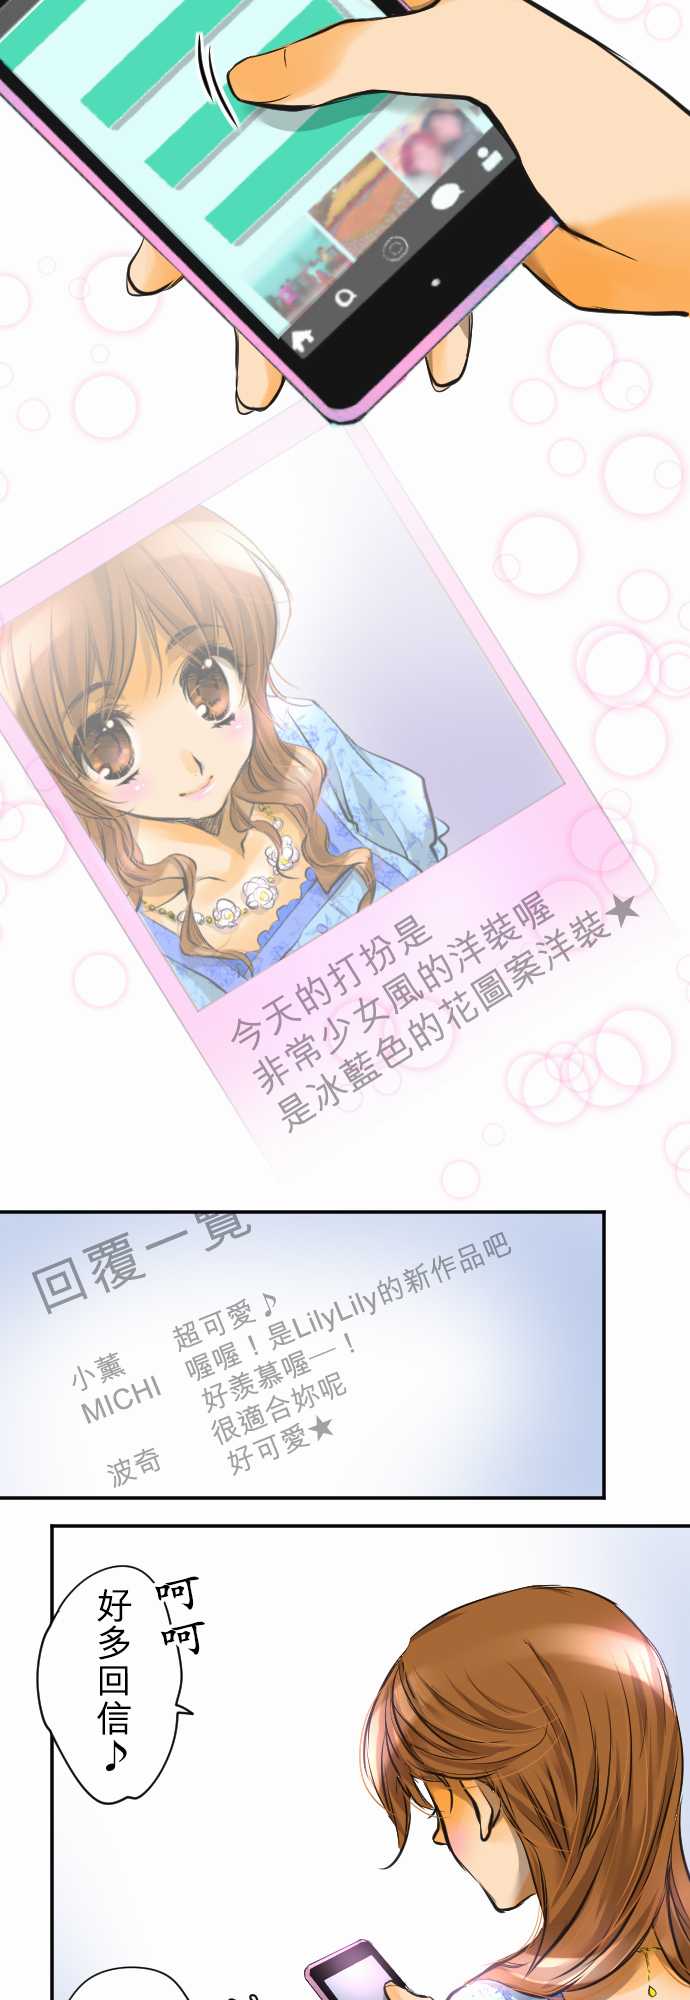 今天的打扮是
非常少女風的洋裝喔
是冰藍色的花圖案洋裝★
回覆一覽
小薰 超可愛♪
MICHI 喔喔！是LilyLily的新作品吧
好羨慕喔─！
波奇 很適合妳呢
好可愛★
呵呵
好多回信♪